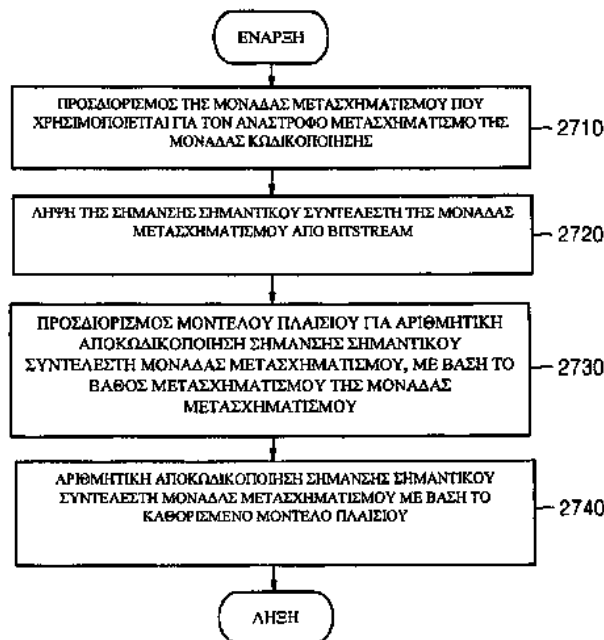 ΕΝΑΡΞΗ
ΠΡΟΣΔΙΟΡΙΣΜΟΣ ΤΗΣ ΜΟΝΑΔΑΣ ΜΕΤΑΣΧΗΜΑΤΙΣΜΟΥ ΠΟΥ
ΧΡΗΣΙΜΟΠΟΙΕΙΤΑΙ ΓΙΑ ΤΟΝ ΑΝΑΣΤΡΟΦΟ ΜΕΤΑΣΧΗΜΑΤΙΣΜΟ ΤΗΣ
ΜΟΝΑΔΑΣ ΚΩΔΙΚΟΠΟΙΗΣΗΣ
2710
ΛΗΨΗ ΤΗΣ ΣΗΜΑΝΣΗΣ ΣΗΜΑΝΤΙΚΟΥ ΣΥΝΤΕΛΕΣΤΗ ΤΗΣ ΜΟΝΑΔΑΣ
ΜΕΤΑΣΧΗΜΑΤΙΣΜΟΥ ΑΠΟ BITSTREAM
2720
ΠΡΟΣΔΙΟΡΙΣΜΟΣ ΜΟΝΤΕΛΟΥ ΠΛΑΙΣΙΟΥ ΓΙΑ ΑΡΙΘΜΗΤΙΚΗ
ΑΠΟΚΩΔΙΚΟΠΟΙΗΣΗ ΣΗΜΑΝΣΗΣ ΣΗΜΑΝΤΙΚΟΥ
ΣΥΝΤΕΛΕΣΤΗ ΜΟΝΑΔΑΣ ΜΕΤΑΣΧΗΜΑΤΙΣΜΟΥ, ΜΕ ΒΑΣΗ ΤΟ
ΒΑΘΟΣ ΜΕΤΑΣΧΗΜΑΤΙΣΜΟΥ ΤΗΣ ΜΟΝΑΔΑΣ
ΜΕΤΑΣΧΗΜΑΤΙΣΜΟΥ
2730
ΑΡΙΘΜΗΤΙΚΗ ΑΠΟΚΩΔΙΚΟΠΟΙΗΣΗ ΣΗΜΑΝΣΗΣ ΣΗΜΑΝΤΙΚΟΥ
ΣΥΝΤΕΛΕΣΤΗ ΜΟΝΑΔΑΣ ΜΕΤΑΣΧΗΜΑΤΙΣΜΟΥ ΜΕ ΒΑΣΗ ΤΟ
ΚΑΘΟΡΙΣΜΕΝΟ ΜΟΝΤΕΛΟ ΠΛΑΙΣΙΟΥ
2740
ΛΗΞΗ